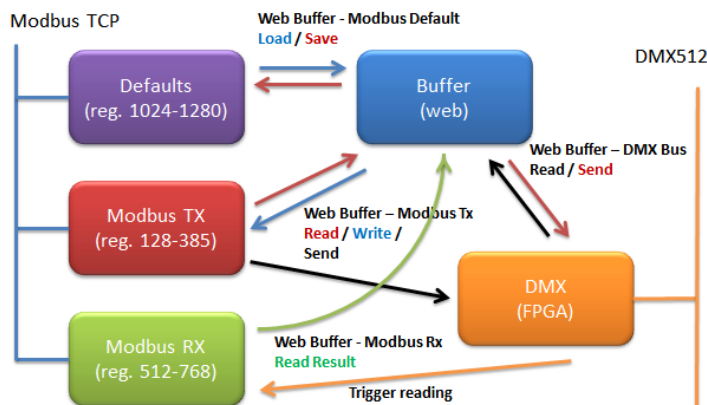 Modbus TCP
Web Buffer - Modbus Default
Load / Save
DMX512
Defaults
(reg. 1024-1280)
Buffer
(web)
Web Buffer – DMX Bus
Read / Send
Modbus TX
(reg. 128-385)
Web Buffer – Modbus Tx
Read / Write /
Send
DMX
(FPGA)
Modbus RX
(reg. 512-768)
Web Buffer - Modbus Rx
Read Result
Trigger reading